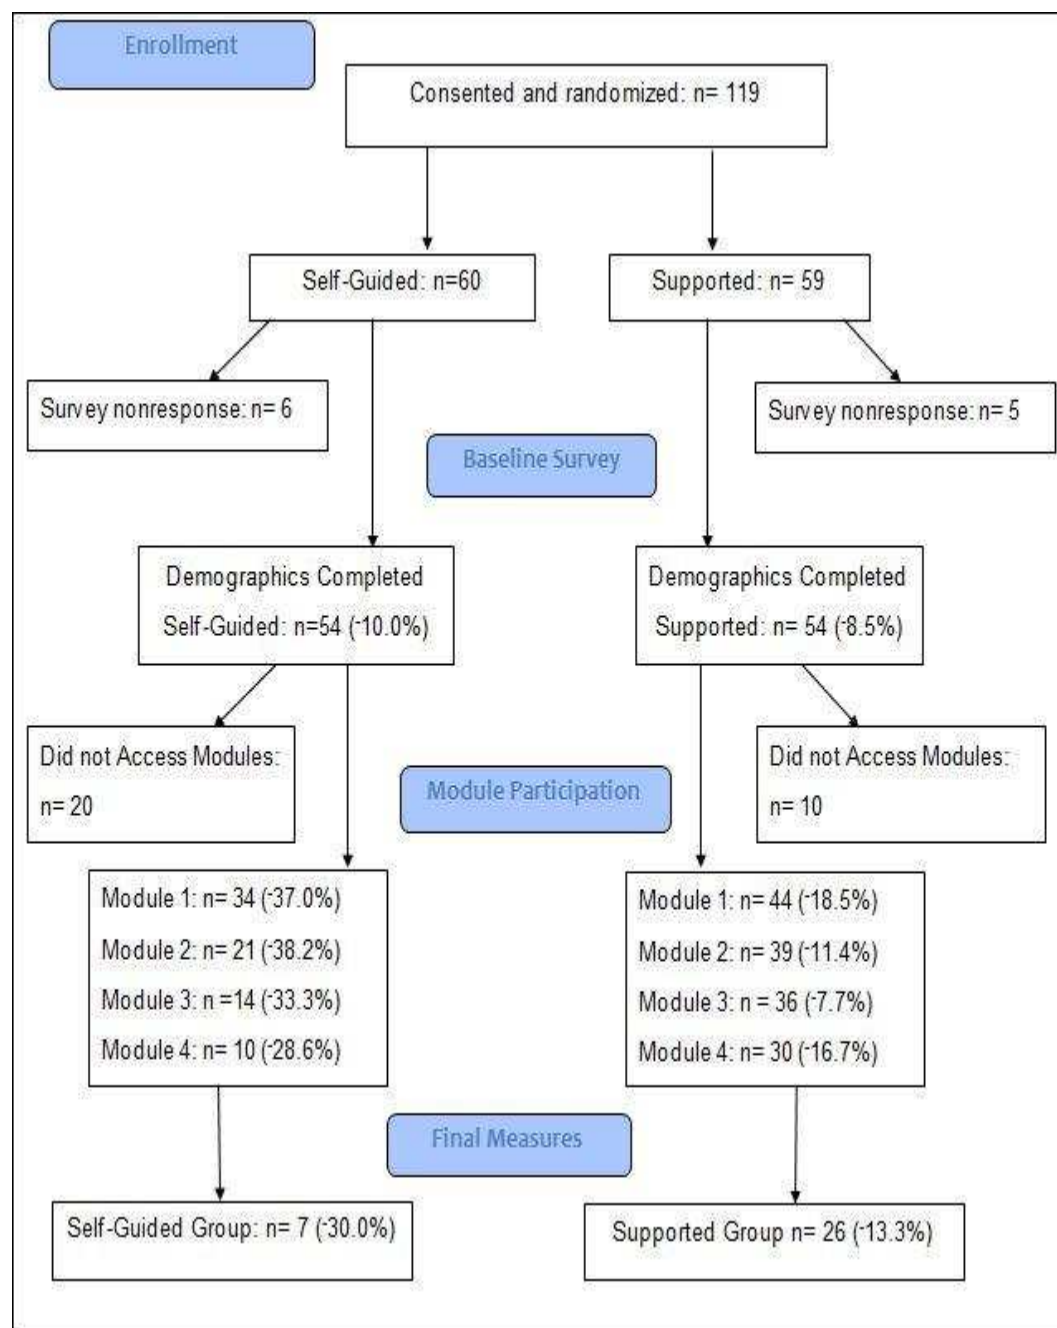 Enrollment
Consented and randomized: n= 119
Self-Guided: n=60
Supported: n= 59
Survey nonresponse: n= 6
Survey nonresponse: n= 5
Baseline Survey
Demographics Completed
Self-Guided: n=54 (-10.0%)
Demographics Completed
Supported: n= 54 (-8.5%)
Did not Access Modules:
n= 20
Did not Access Modules:
n= 10
Module Participation
Module 1: n= 34 (-37.0%)
Module 2: n= 21 (-38.2%)
Module 3: n =14 (-33.3%)
Module 4: n= 10 (-28.6%)
Module 1: n= 44 (-18.5%)
Module 2: n= 39 (-11.4%)
Module 3: n = 36 (-7.7%)
Module 4: n= 30 (-16.7%)
Final Measures
Self-Guided Group: n= 7 (-30.0%)
Supported Group n= 26 (-13.3%)